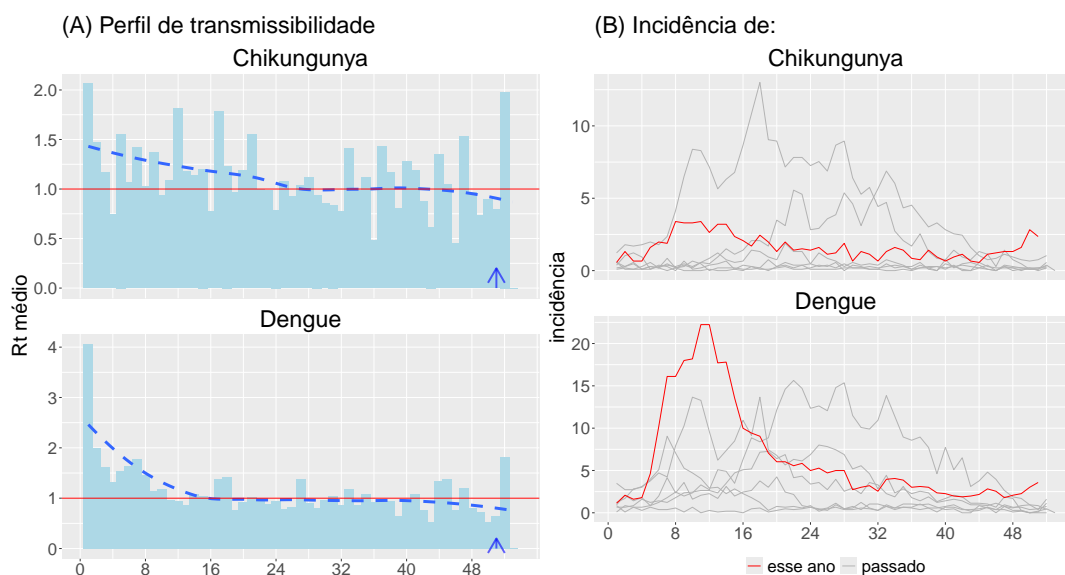 (A) Perfil de transmissibilidade
Chikungunya
2.0
1.5
1.0
0.5
0.0
Dengue
4
3
2
1
0
0 8 16 24 32 40 48
Rt médio
(B) Incidência de:
Chikungunya
10
5
0
Dengue
20
15
10
5
0
0 8 16 24 32 40 48
incidência
esse ano passado